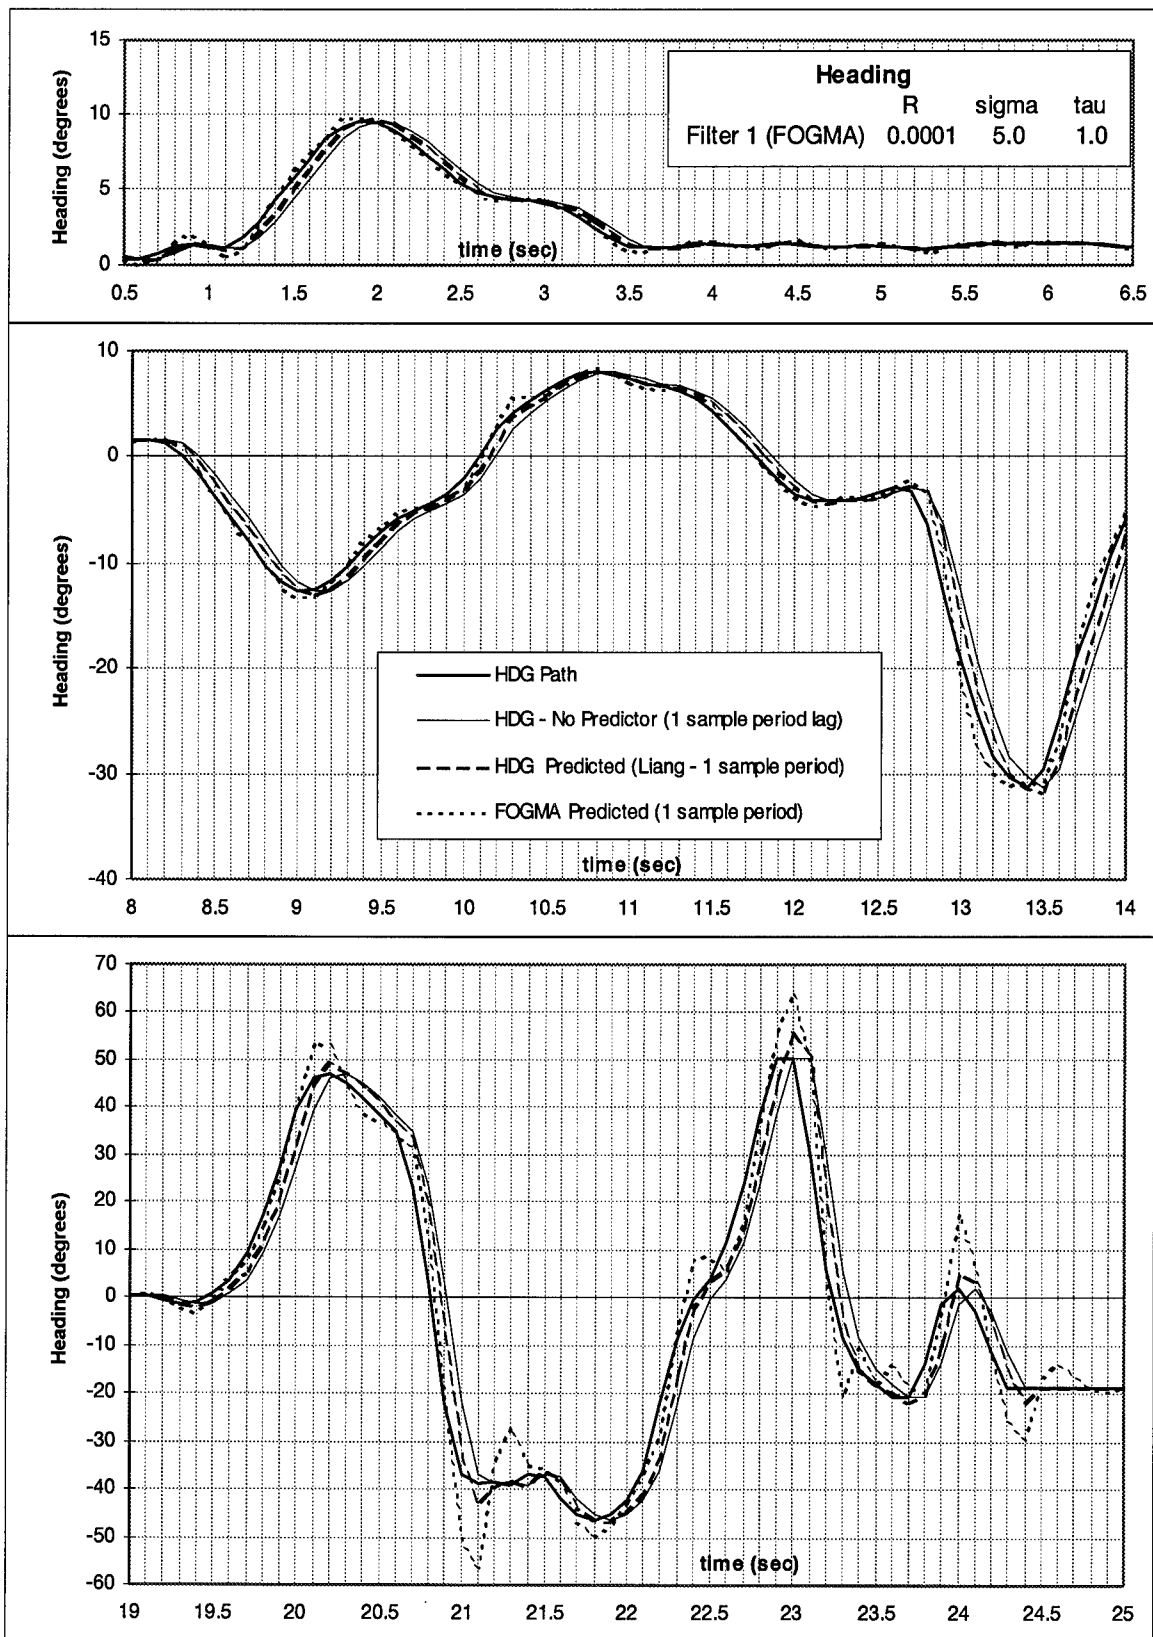 15
10
5
0
Heading (degrees)
Heading
R sigma tau
Filter 1 (FOGMA) 0.0001 5.0 1.0
time (sec)
0.5 1 1.5 2 2.5 3 3.5 4 4.5 5 5.5 6 6.5
10
0
-10
-20
-30
-40
Heading (degrees)
HDG Path
HDG - No Predictor (1 sample period lag)
HDG Predicted (Liang - 1 sample period)
FOGMA Predicted (1 sample period)
time (sec)
8 8.5 9 9.5 10 10.5 11 11.5 12 12.5 13 13.5 14
70
60
50
40
30
20
10
0
-10
-20
-30
-40
-50
-60
Heading (degrees)
time (sec)
19 19.5 20 20.5 21 21.5 22 22.5 23 23.5 24 24.5 25